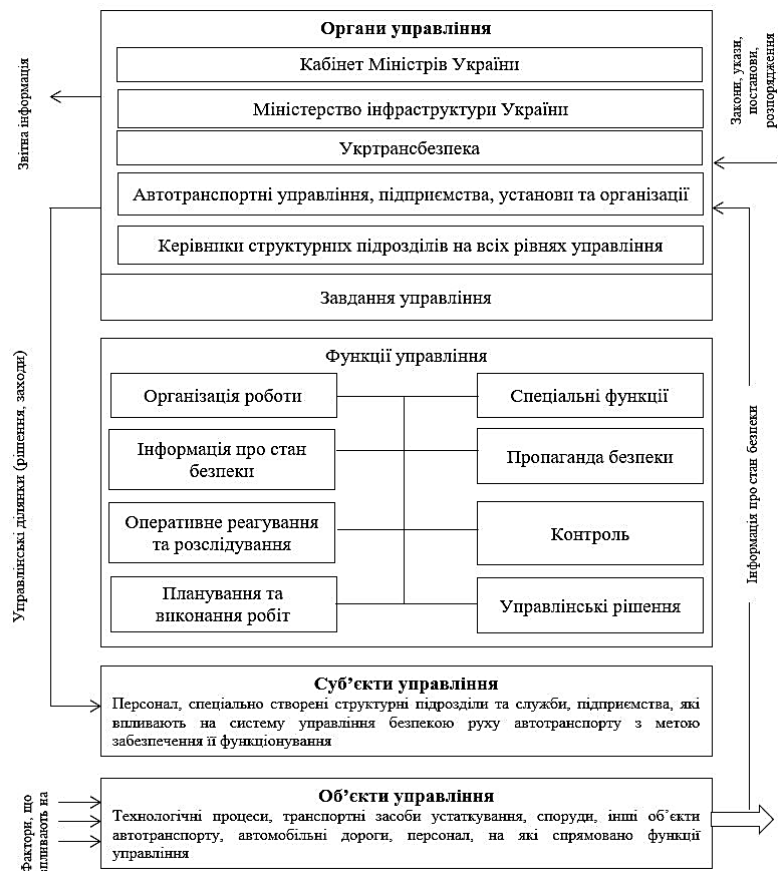 Органи управління
Кабінет Міністрів України
Міністерство інфраструктури України
Укртрансбезпека
Автотранспортні управління, підприємства, установи та організації
Керівники структурних підрозділів на всіх рівнях управління
Завдання управління
Звітна інформація
Закони, укази,
постанови,
розпорядження
Управлінські ділянки (рішення, заходи)
Функції управління
Організація роботи
Спеціальні функції
Інформація про стан
безпеки
Пропаганда безпеки
Оперативне реагування
та розслідування
Контроль
Планування та
виконання робіт
Управлінські рішення
Інформація про стан безпеки
Суб’єкти управління
Персонал, спеціально створені структурні підрозділи та служби, підприємства, які
впливають на систему управління безпекою руху автотранспорту з метою
забезпечення її функціонування
Фактори, що
впливають на
Об’єкти управління
Технологічні процеси, транспортні засоби устаткування, споруди, інші об’єкти
автотранспорту, автомобільні дороги, персонал, на які спрямовано функції
управління